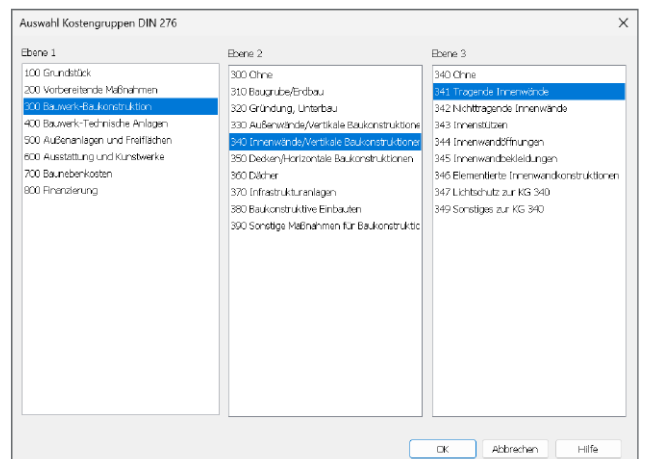 Auswahl Kostengruppen DIN 276
Ebene 1
100 Grundstück
200 Vorbereitende Maßnahmen
300 Bauwerk-Baukonstruktion
400 Bauwerk-Technische Anlagen
500 Außenanlagen und Freiflächen
600 Ausstattung und Kunstwerke
700 Baunebenkosten
800 Finanzierung
Ebene 2
300 Ohne
310 Baugrube/Erdbau
320 Gründung, Unterbau
330 Außenwände/Vertikale Baukonstruktione
340 Innenwände/Vertikale Baukonstruktioner
350 Decken/Horizontale Baukonstruktionen
360 Dächer
370 Infrastrukturanlagen
380 Baukonstruktive Einbauten
390 Sonstige Maßnahmen für Baukonstruktic
Ebene 3
340 Ohne
341 Tragende Innenwände
342 Nichttragende Innenwände
343 Innenstützen
344 Innenwandöffnungen
345 Innenwandbekleidungen
346 Elementierte Innenwandkonstruktionen
347 Lichtschutz zur KG 340
349 Sonstiges zur KG 340
OK
Abbrechen
Hilfe